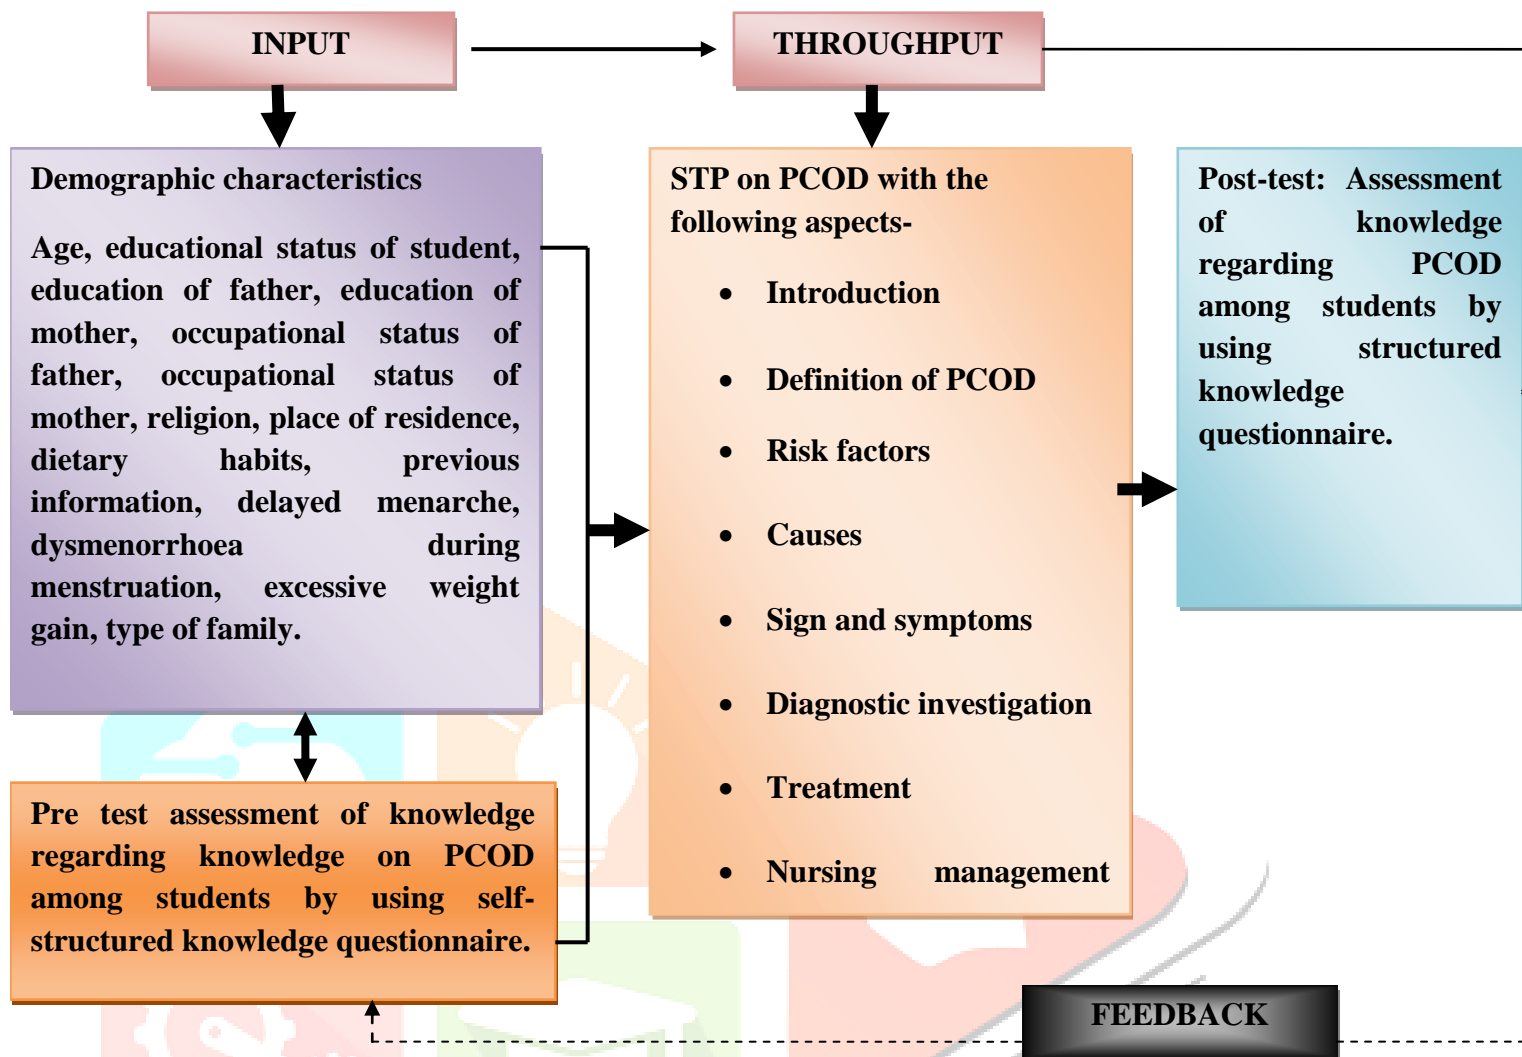 INPUT
THROUGHPUT
Demographic characteristics
Age, educational status of student,
education of father, education of
mother, occupational status of
father, occupational status of
mother, religion, place of residence,
dietary habits, previous
information, delayed menarche,
dysmenorrhoea during
menstruation, excessive weight
gain, type of family.
Pre test assessment of knowledge
regarding knowledge on PCOD
among students by using self-
structured knowledge questionnaire.
STP on PCOD with the
following aspects-
• Introduction
• Definition of PCOD
• Risk factors
• Causes
• Sign and symptoms
• Diagnostic investigation
• Treatment
• Nursing management
Post-test: Assessment
of knowledge
regarding PCOD
among students by
using structured
knowledge
questionnaire.
FEEDBACK